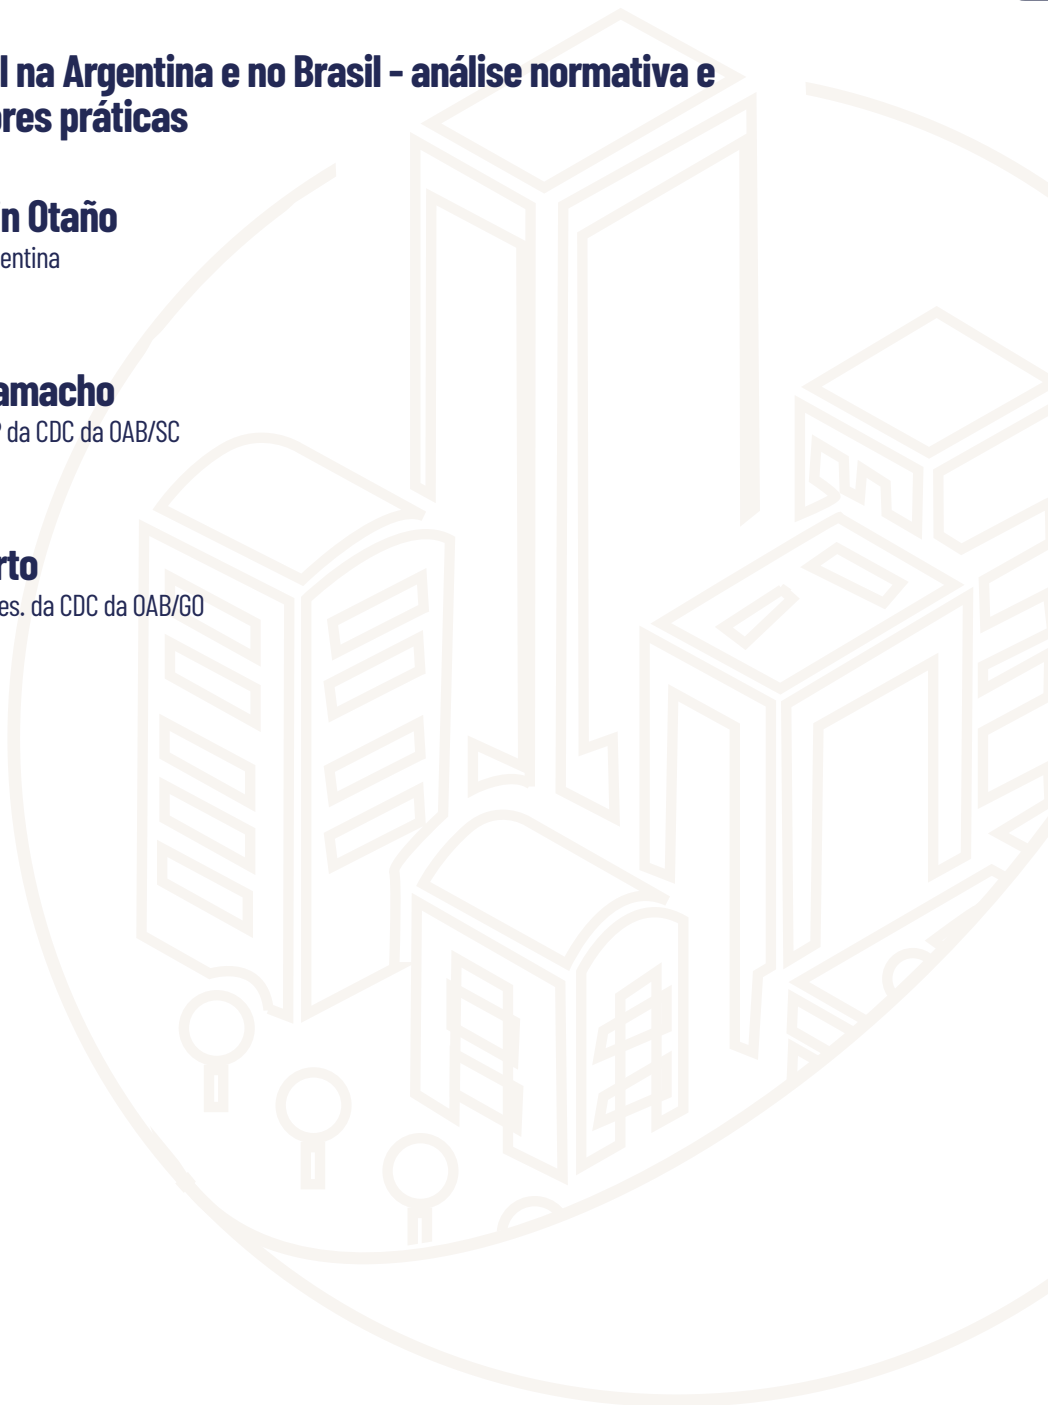 l na Argentina e no Brasil - análise normativa e
ores práticas
in Otaño
entina
amacho
da CDC da OAB/SC
rto
es. da CDC da OAB/GO